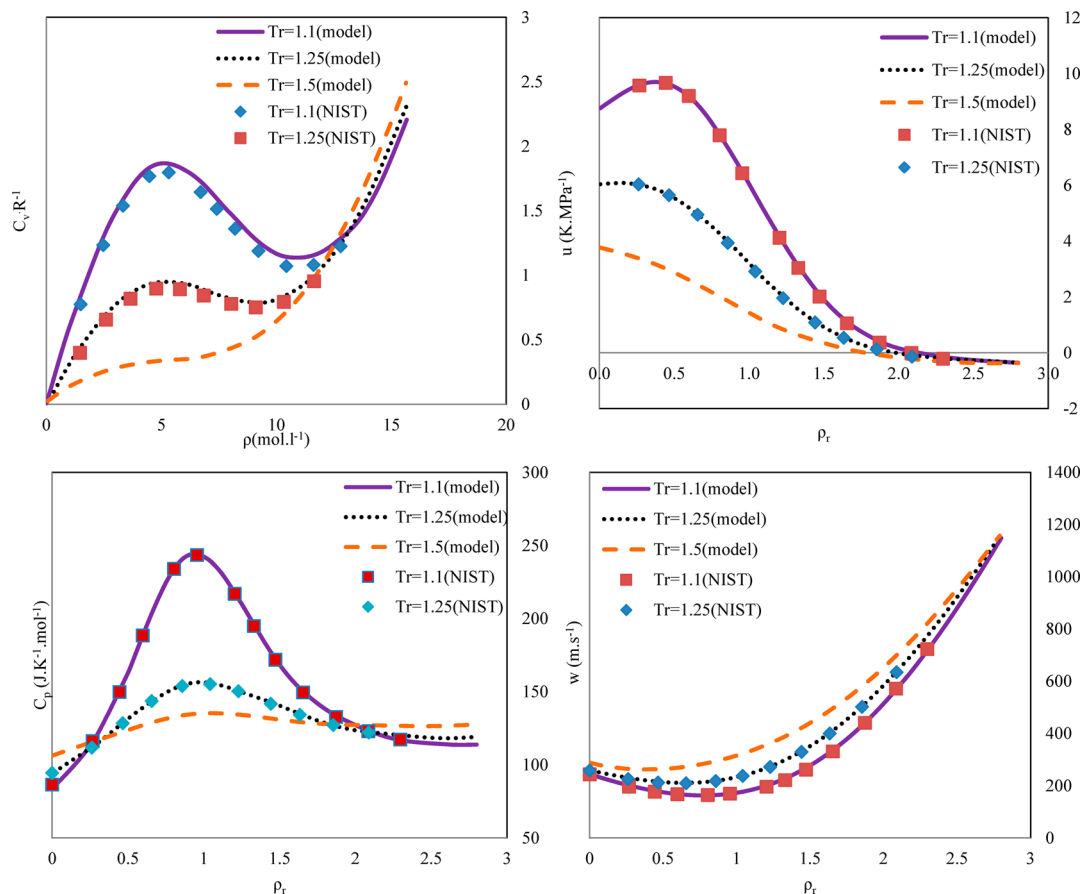 3
Tr=1.1(model)
Tr=1.25(model)
Tr=1.5(model)
Tr=1.1(NIST)
Tr=1.25(NIST)
2.5
2
1.5
1
0.5
0
Cv.R-1
0
5
10
15
20
ρ(mol.l-1)
12
Tr=1.1(model)
Tr=1.25(model)
Tr=1.5(model)
Tr=1.1(NIST)
Tr=1.25(NIST)
10
8
6
4
2
0
-2
u (K.MPa-1)
0.0
0.5
1.0
1.5
2.0
2.5
3.0
ρr
300
Tr=1.1(model)
Tr=1.25(model)
Tr=1.5(model)
Tr=1.1(NIST)
Tr=1.25(NIST)
250
200
150
100
50
Cp (J.K-1.mol-1)
0
0.5
1
1.5
2
2.5
3
ρr
1400
Tr=1.1(model)
Tr=1.25(model)
Tr=1.5(model)
Tr=1.1(NIST)
Tr=1.25(NIST)
1200
1000
800
600
400
200
0
w (m.s-1)
0
0.5
1
1.5
2
2.5
3
ρr